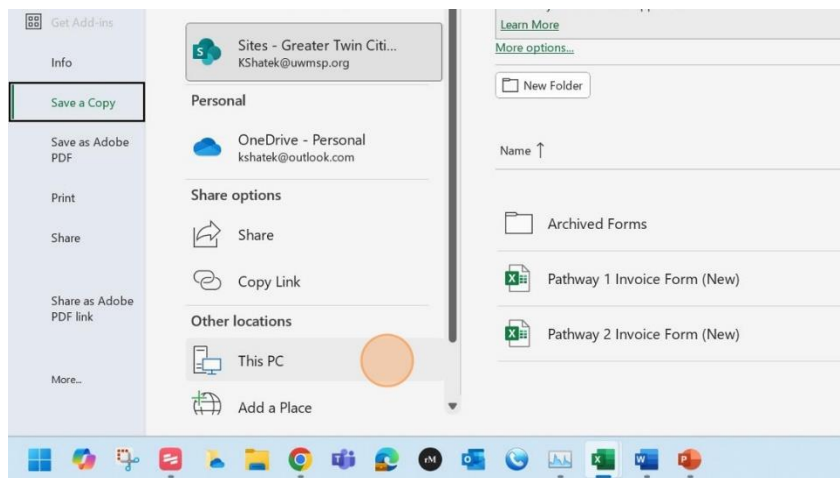 Get Add-ins
Info
Save a Copy
Save as Adobe
PDF
Print
Share
Share as Adobe
PDF link
More...
Sites - Greater Twin Citi...
KShatek@uwmsp.org
Personal
OneDrive - Personal
kshatek@outlook.com
Share options
Share
Copy Link
Other locations
This PC
Add a Place
Learn More
More options...
New Folder
Name ↑
Archived Forms
Pathway 1 Invoice Form (New)
Pathway 2 Invoice Form (New)
rM